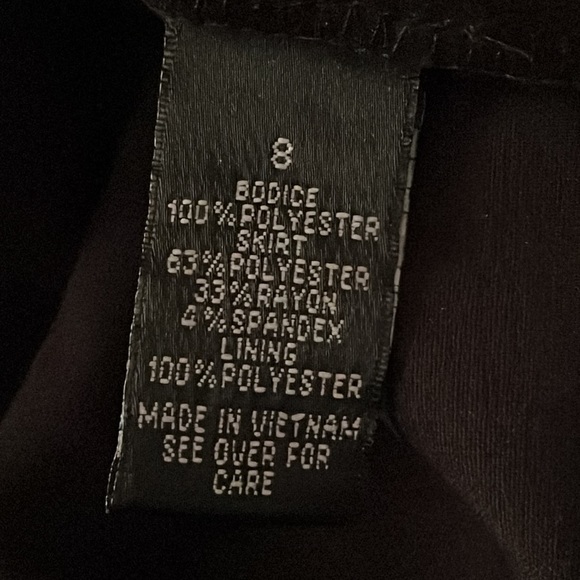 8
BODICE
100%POLYESTER
SKIRT
63%POLYESTER
33%RAYON
4%SPANDEX
LINING
100%POLYESTER
MADE IN VIETNAM
SEE OVER FOR
CARE